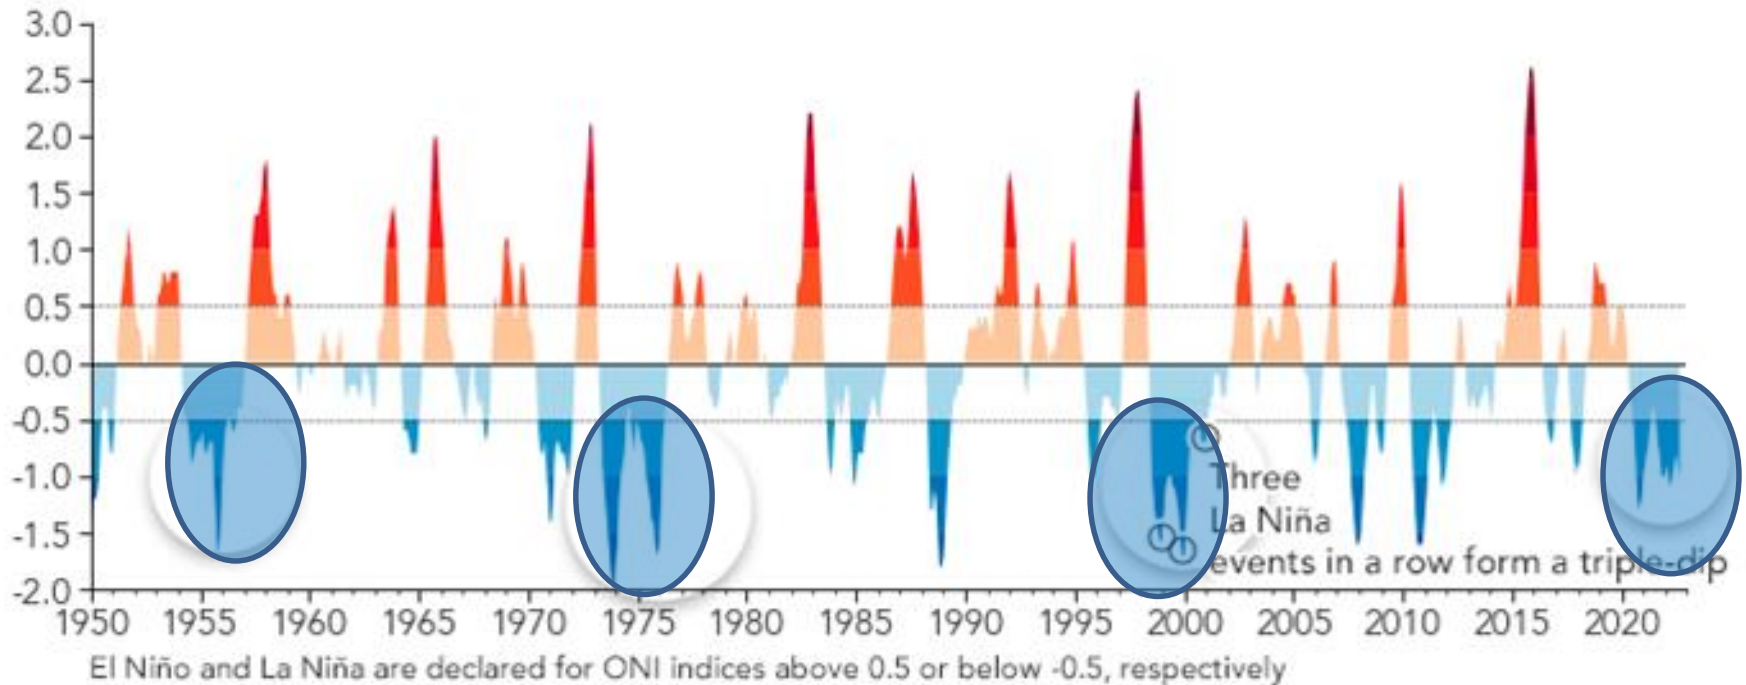 3.0
2.5
2.0
1.5
1.0
0.5
0.0
-0.5
-1.0
-1.5
-2.0
Three
La Niña
events in a row form a triple-dip
1950 1955 1960 1965 1970 1975 1980 1985 1990 1995 2000 2005 2010 2015 2020
El Niño and La Niña are declared for ONI indices above 0.5 or below -0.5, respectively